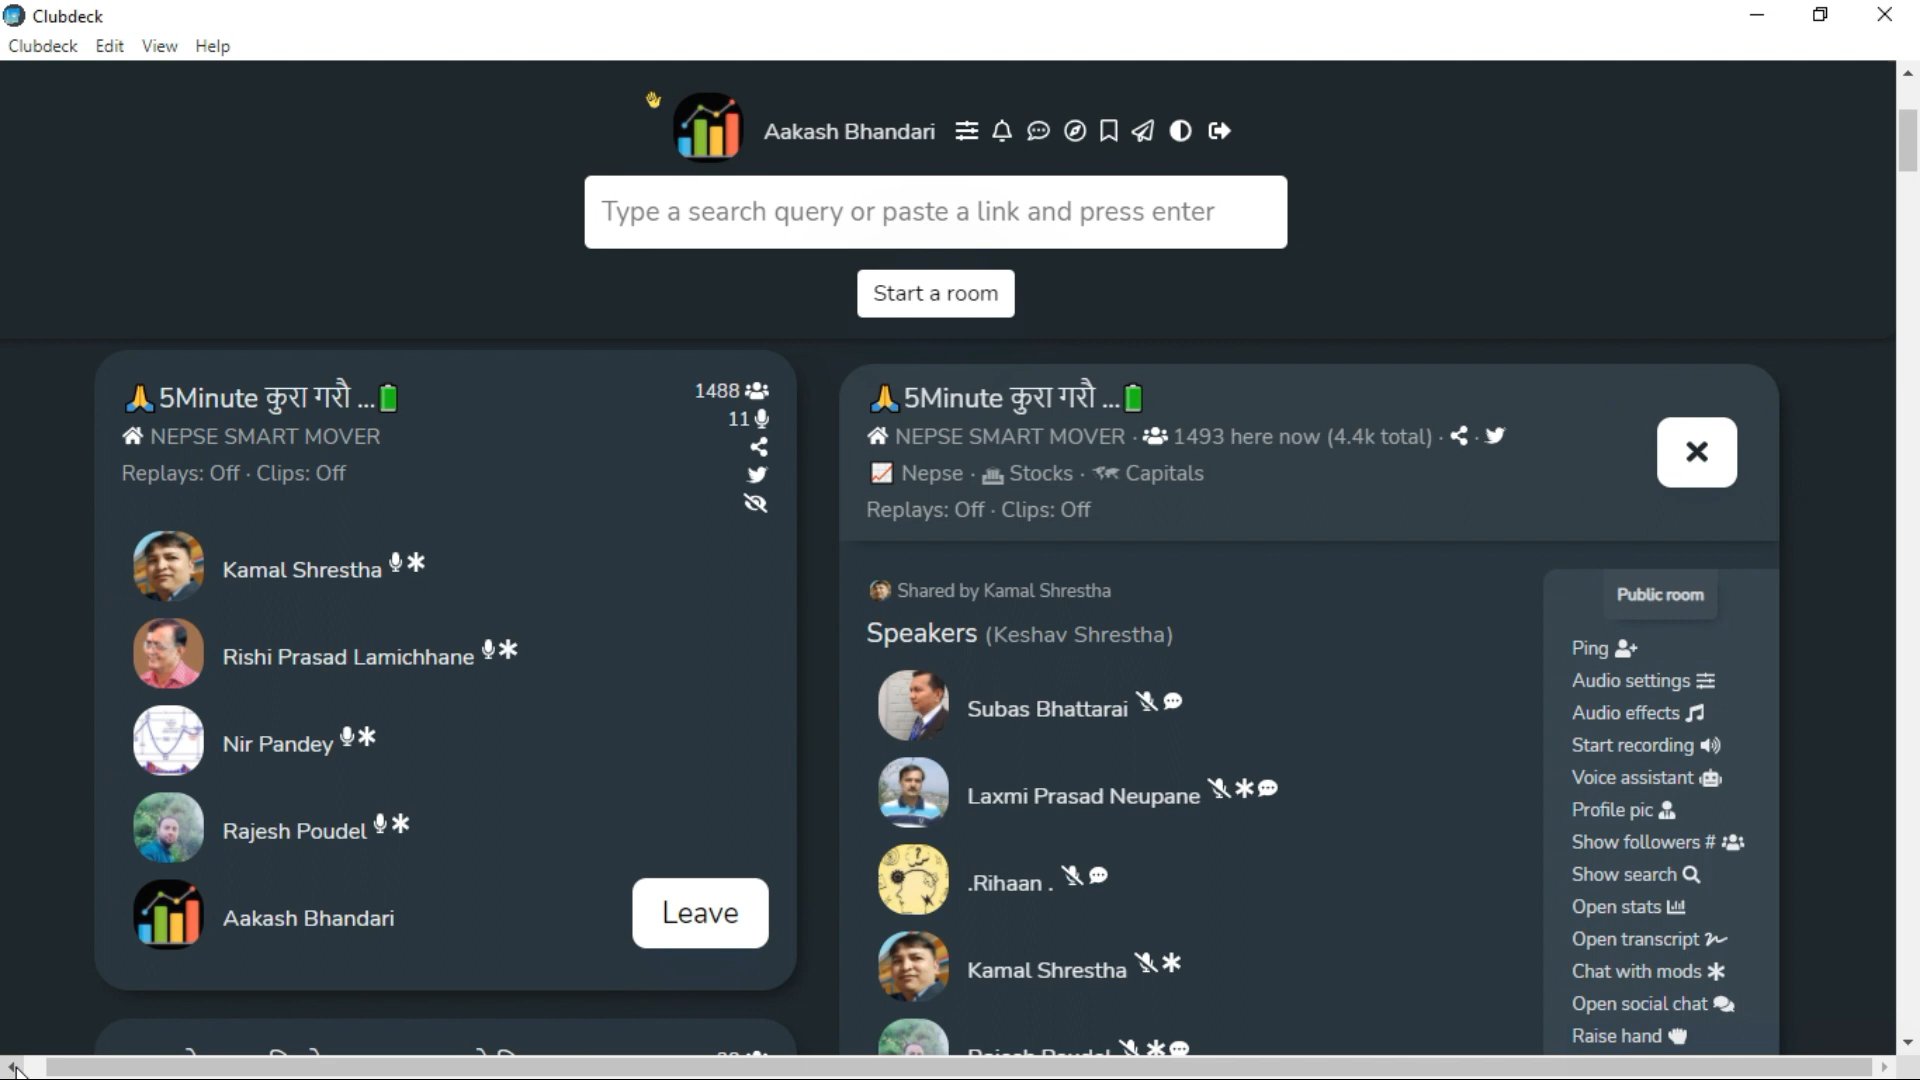 Clubdeck
Clubdeck Edit View Help
Aakash Bhandari
Type a search query or paste a link and press enter
Start a room
🙏5Minute कुरा गरौ ...🔋
1488
11
NEPSE SMART MOVER
Replays: Off · Clips: Off
Kamal Shrestha
Rishi Prasad Lamichhane
Nir Pandey
Rajesh Poudel
Aakash Bhandari
Leave
🙏5Minute कुरा गरौ ...🔋
NEPSE SMART MOVER · 1493 here now (4.4k total) · ·
📈 Nepse · Stocks · Capitals
Replays: Off · Clips: Off
Shared by Kamal Shrestha
Speakers (Keshav Shrestha)
Subas Bhattarai
Laxmi Prasad Neupane
.Rihaan .
Kamal Shrestha
Public room
Ping
Audio settings
Audio effects
Start recording
Voice assistant
Profile pic
Show followers #
Show search
Open stats
Open transcript
Chat with mods
Open social chat
Raise hand